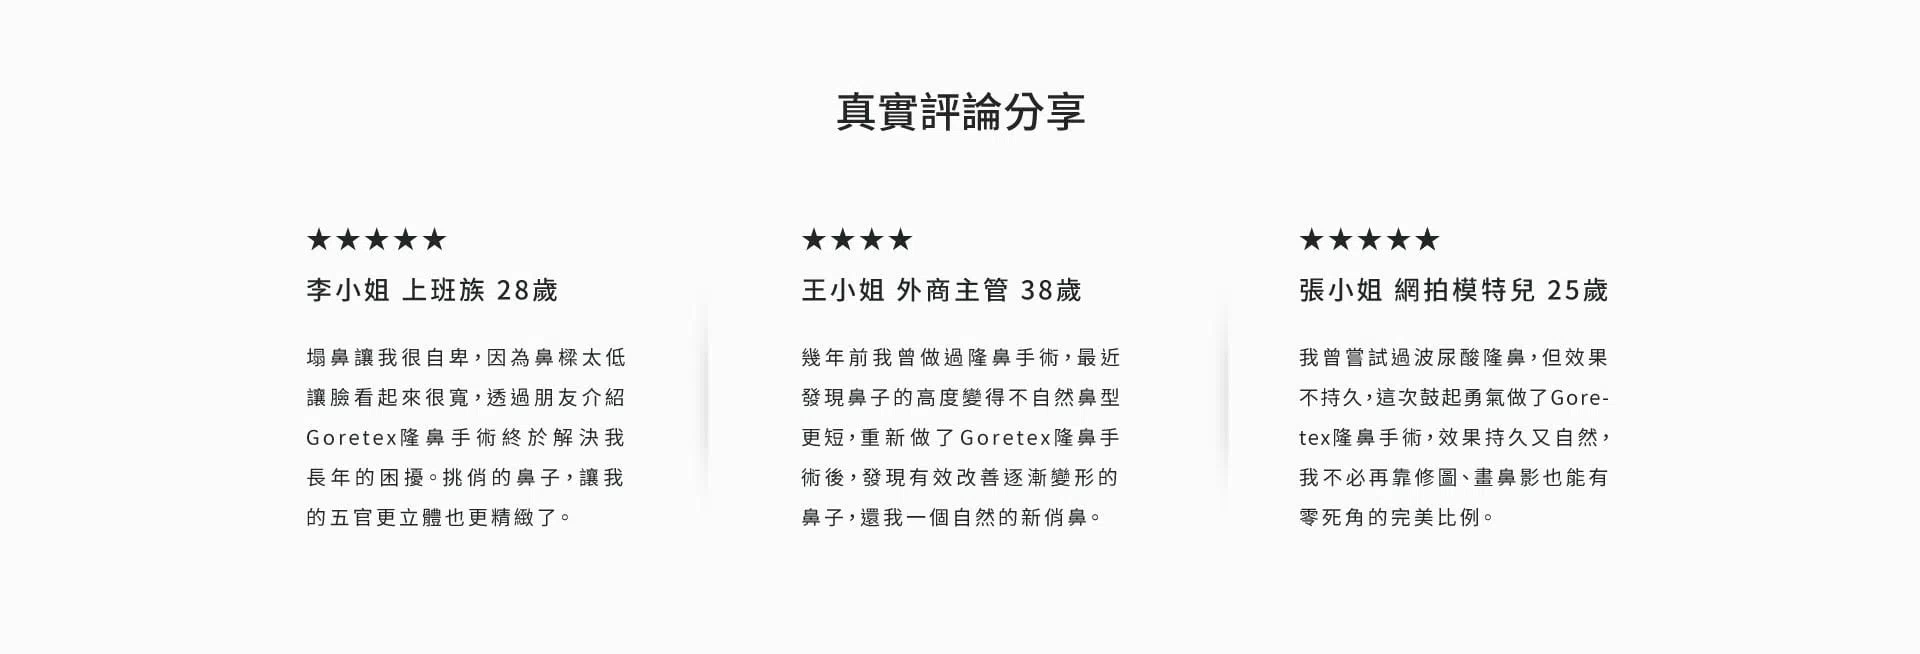 真實評論分享
★★★★★
李小姐 上班族 28歲
塌鼻讓我很自卑，因為鼻樑太低
讓臉看起來很寬，透過朋友介紹
Goretex隆鼻手術終於解決我
長年的困擾。挑俏的鼻子，讓我
的五官更立體也更精緻了。
★★★★
王小姐 外商主管 38歲
幾年前我曾做過隆鼻手術，最近
發現鼻子的高度變得不自然鼻型
更短，重新做了Goretex隆鼻手
術後，發現有效改善逐漸變形的
鼻子，還我一個自然的新俏鼻。
★★★★★
張小姐 網拍模特兒 25歲
我曾嘗試過波尿酸隆鼻，但效果
不持久，這次鼓起勇氣做了Gore-
tex隆鼻手術，效果持久又自然，
我不必再靠修圖、畫鼻影也能有
零死角的完美比例。